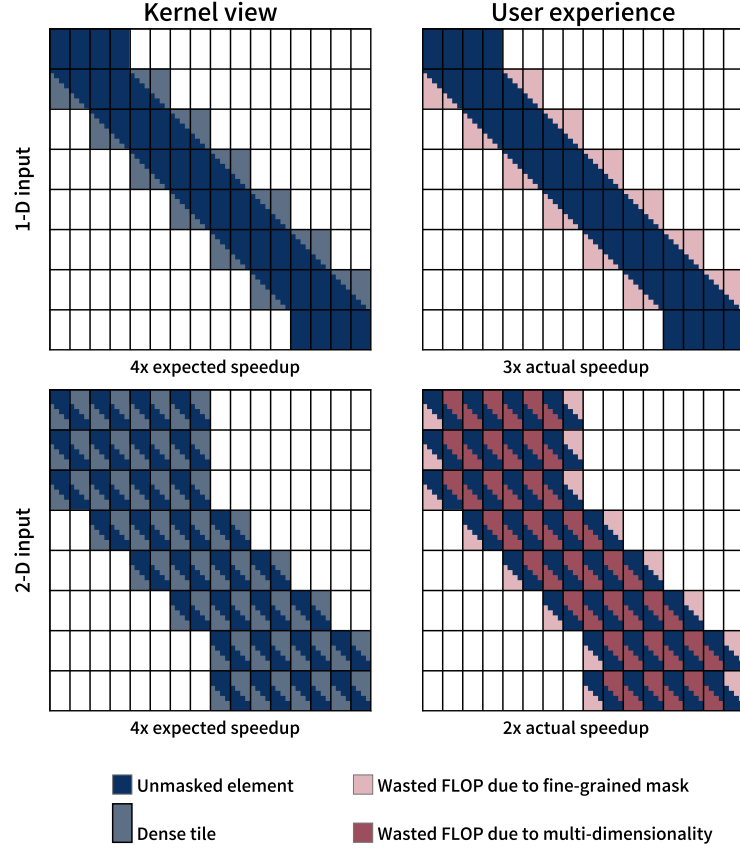 Kernel view
User experience
1-D input
4x expected speedup
3x actual speedup
2-D input
4x expected speedup
2x actual speedup
Unmasked element
Wasted FLOP due to fine-grained mask
Dense tile
Wasted FLOP due to multi-dimensionality